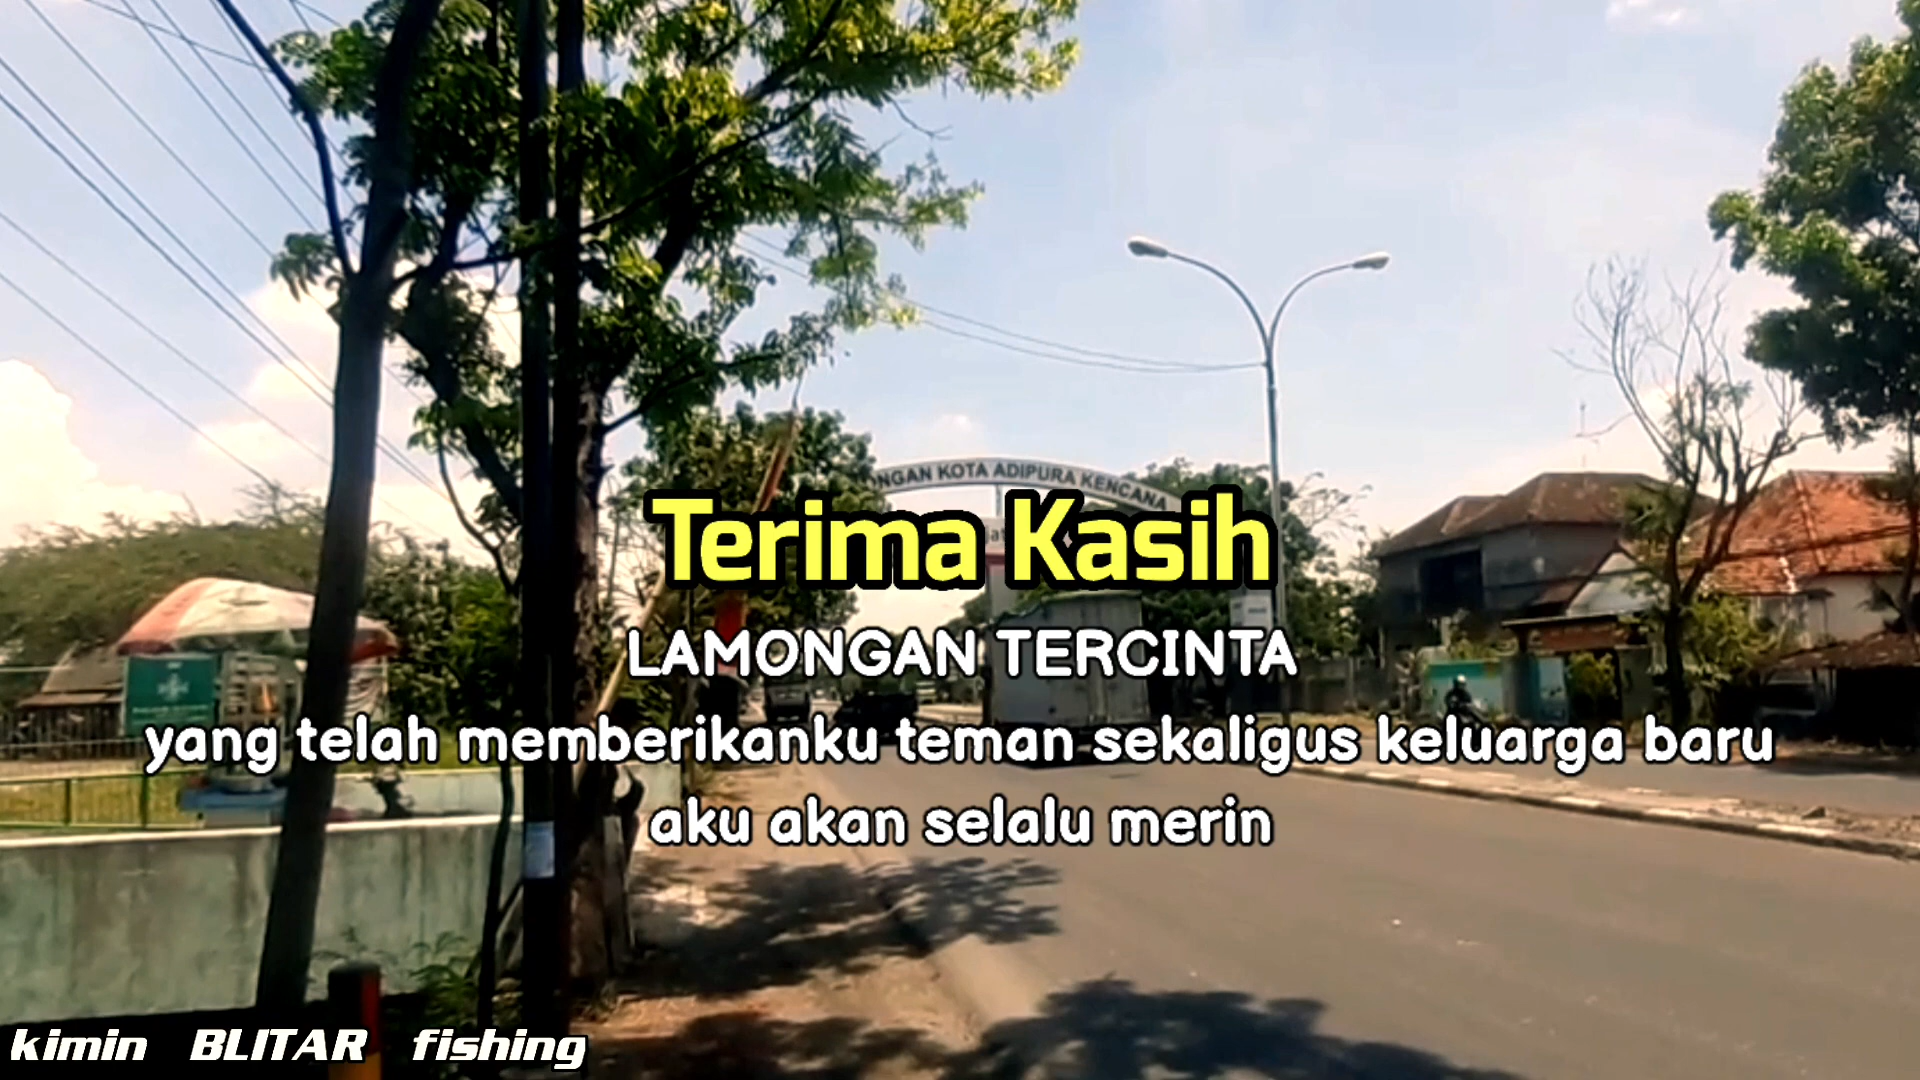 ONGAN KOTA ADIPURA KENCANA
Terima Kasih
LAMONGAN TERCINTA
yang telah memberikanku teman sekaligus keluarga baru
aku akan selalu merin
kimin BLITAR fishing